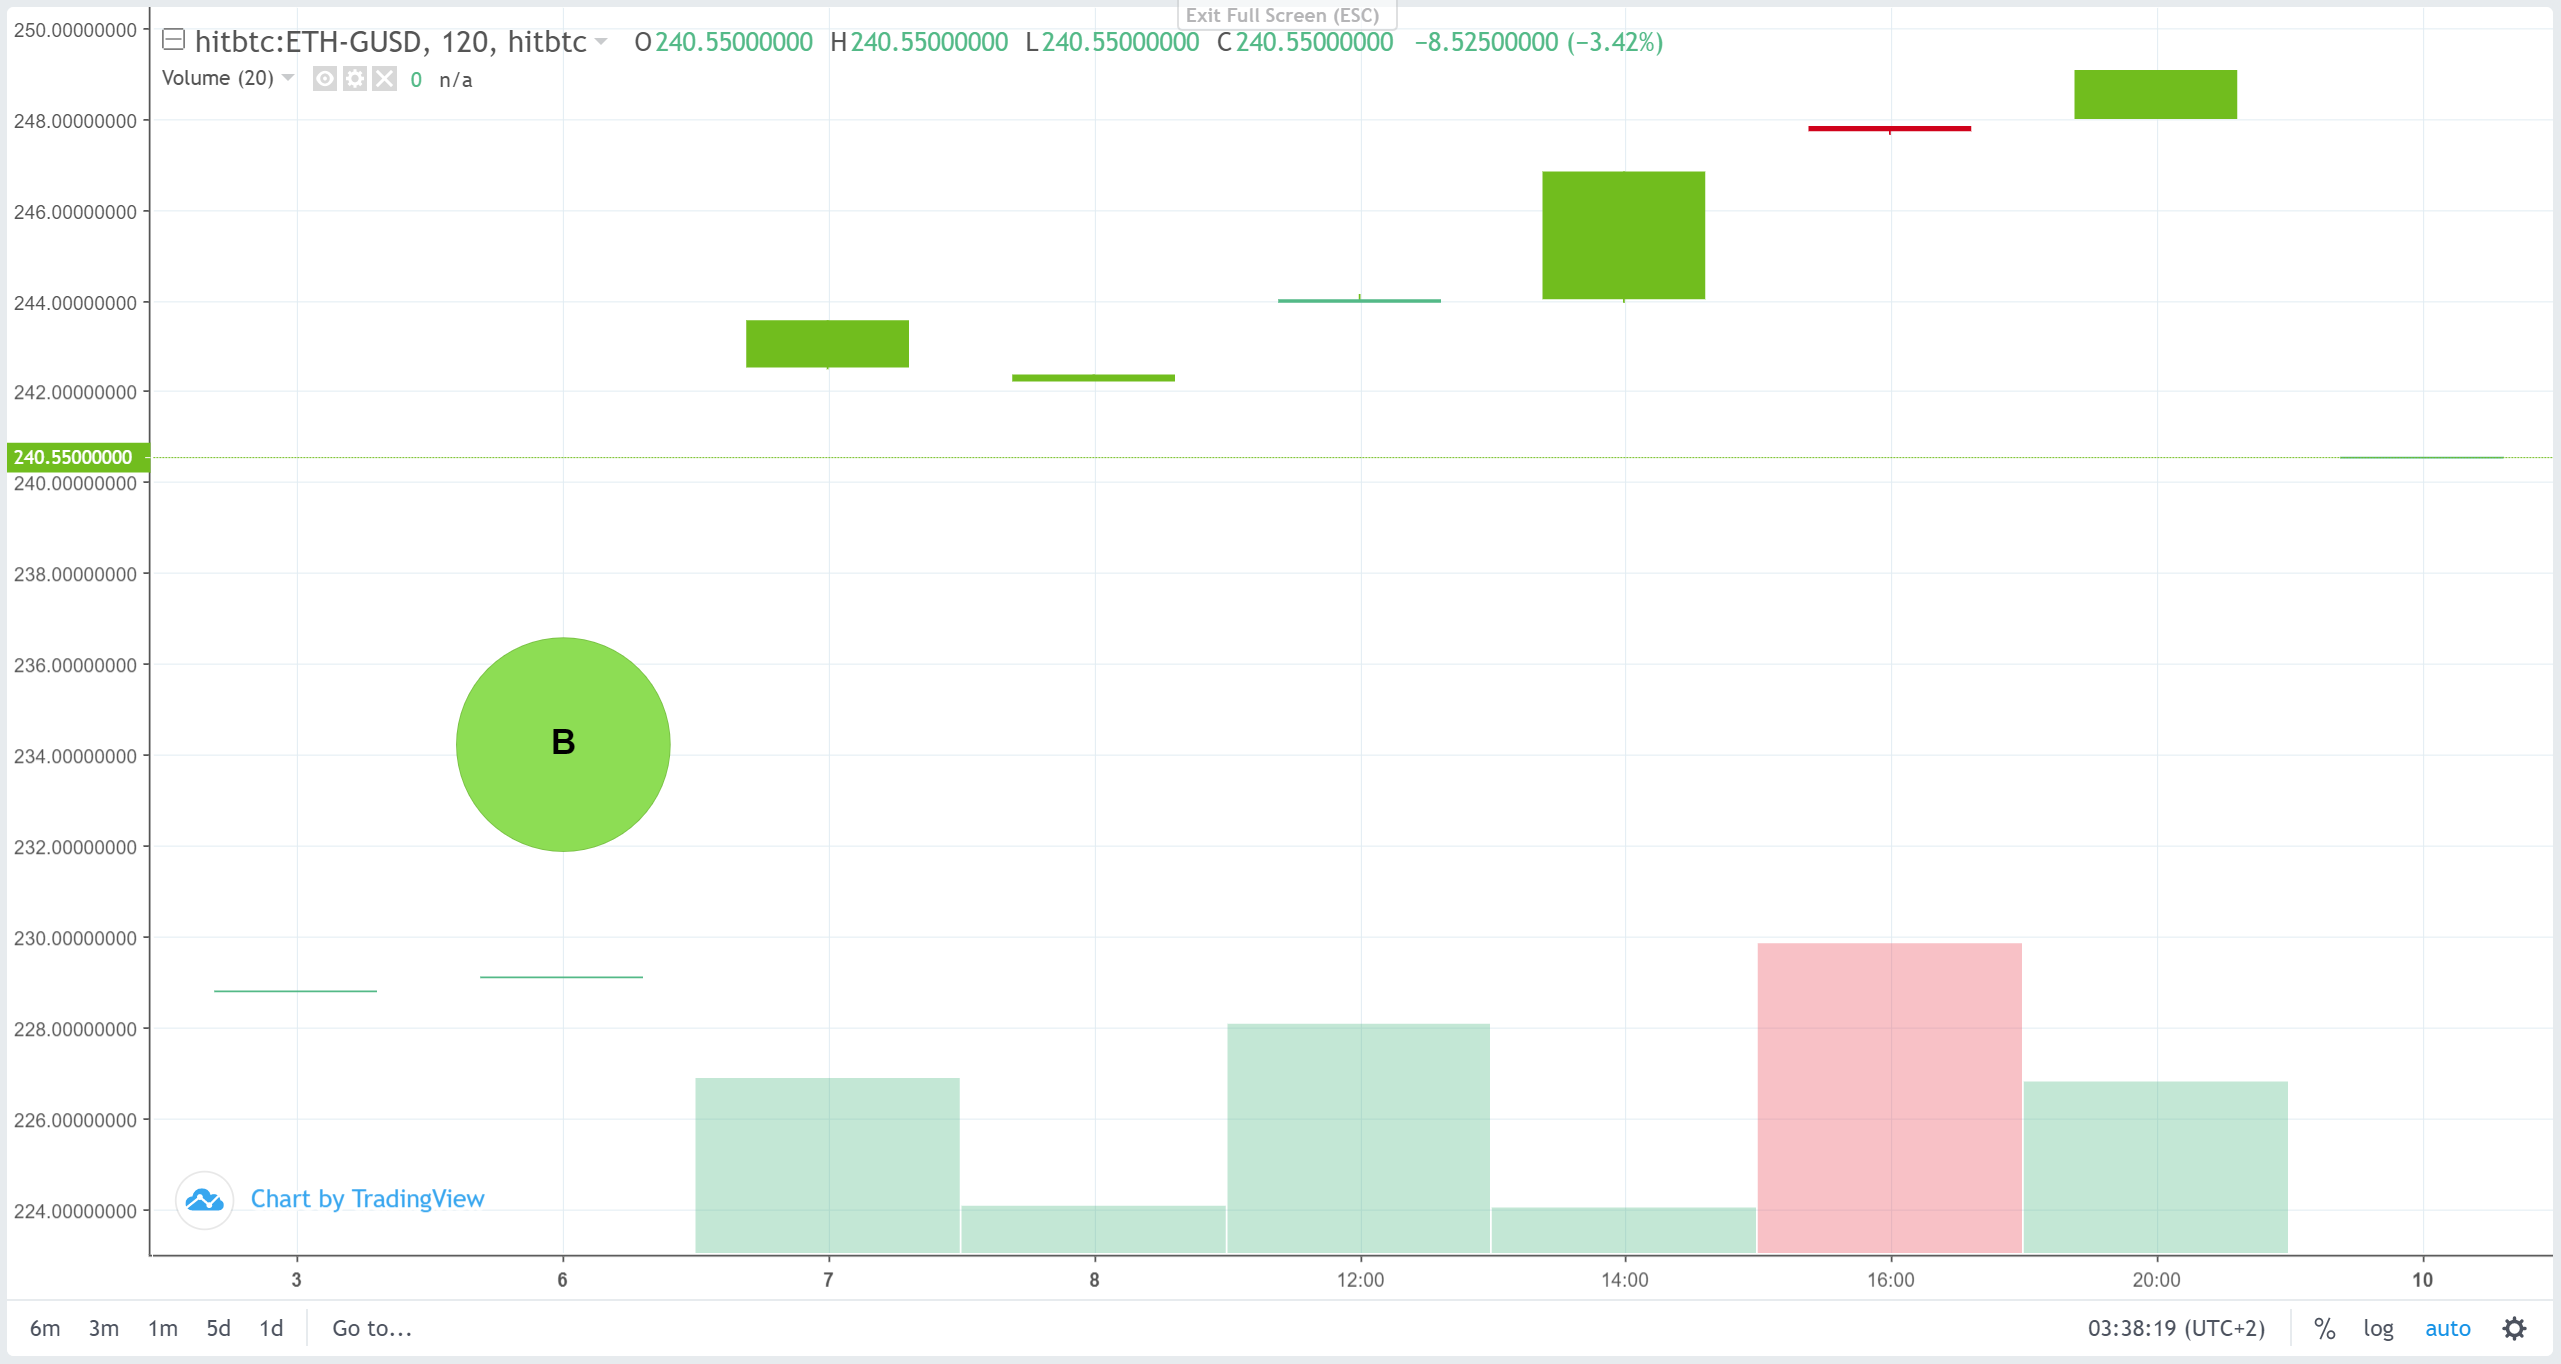 Exit Full Screen (ESC)
hitbtc:ETH-GUSD, 120, hitbtc O240.55000000 H240.55000000 L240.55000000 C240.55000000 −8.52500000 (−3.42%)
Volume (20) 0 n/a
250.00000000
248.00000000
246.00000000
244.00000000
242.00000000
240.55000000
240.00000000
238.00000000
236.00000000
234.00000000
232.00000000
230.00000000
228.00000000
226.00000000
224.00000000
B
Chart by TradingView
3 6 7 8 12:00 14:00 16:00 20:00 10
6m 3m 1m 5d 1d Go to... 03:38:19 (UTC+2) % log auto